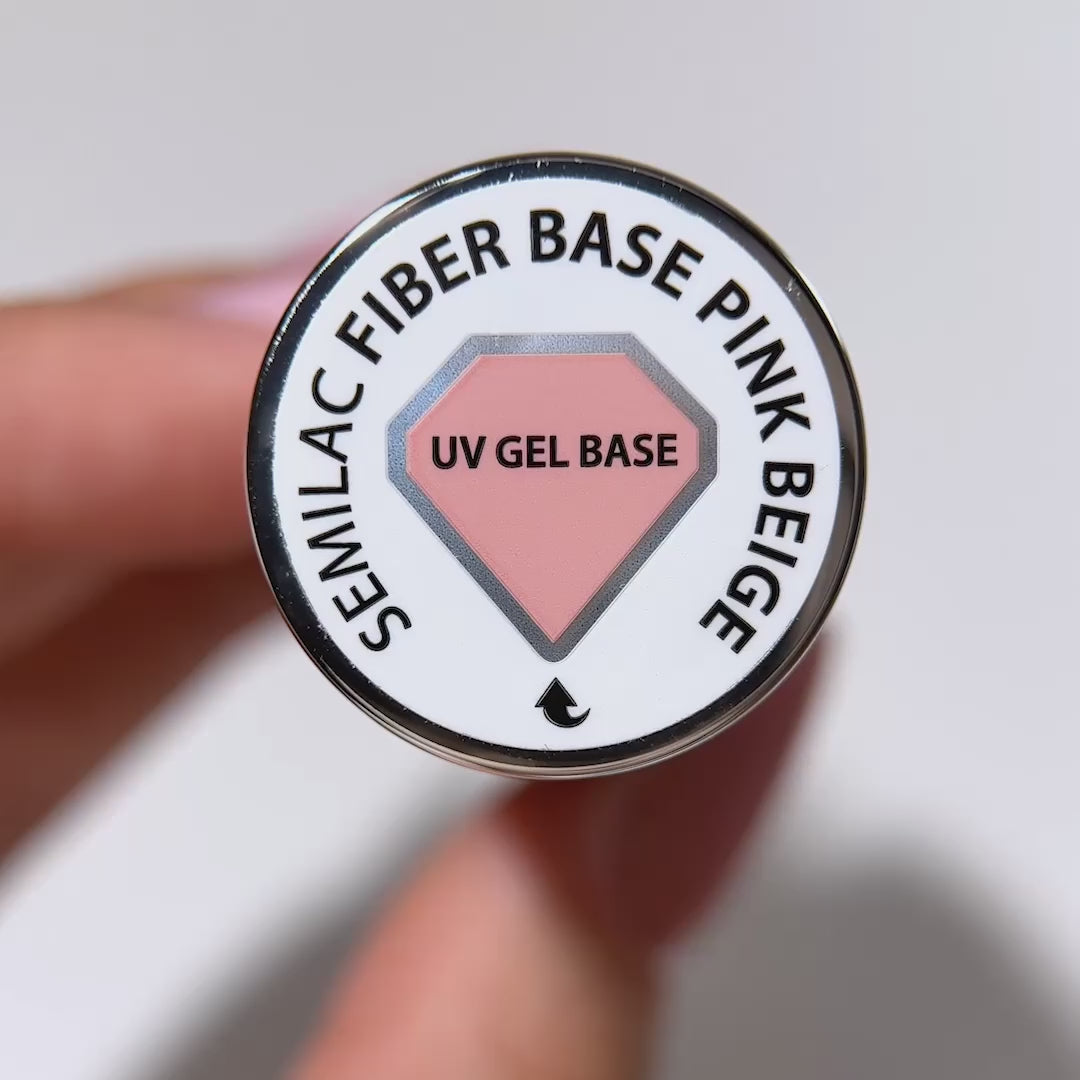 SEMILAC FIBER BASE PINK BEIGE
UV GEL BASE